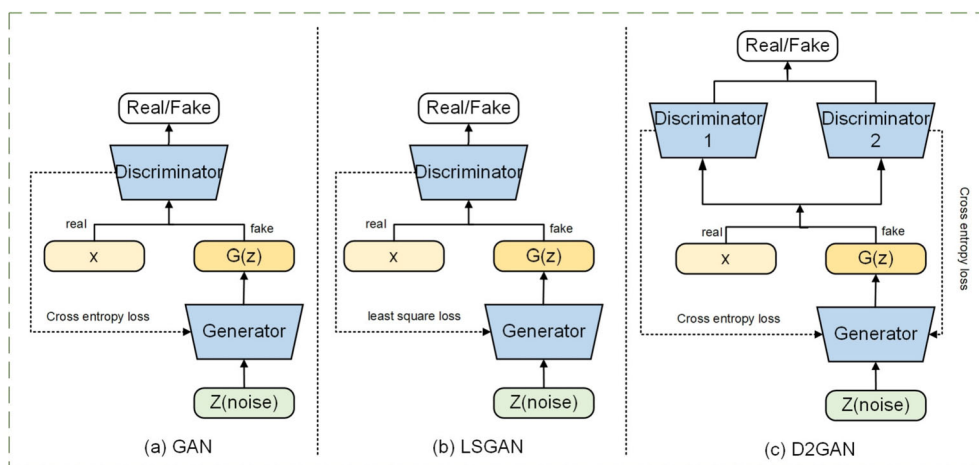 Real/Fake
Discriminator
real
fake
x
G(z)
Cross entropy loss
Generator
Z(noise)
(a) GAN
Real/Fake
Discriminator
real
fake
x
G(z)
least square loss
Generator
Z(noise)
(b) LSGAN
Real/Fake
Discriminator
1
Discriminator
2
real
fake
x
G(z)
Cross entropy loss
Cross entropy loss
Generator
Z(noise)
(c) D2GAN